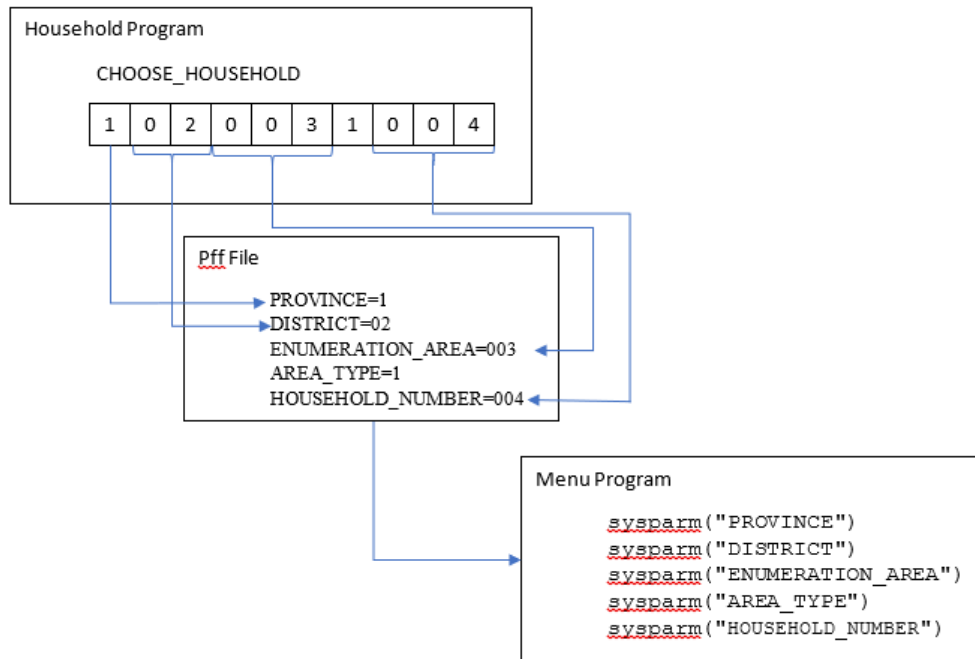 Household Program
CHOOSE_HOUSEHOLD
1 0 2 0 0 3 1 0 0 4
Pff File
PROVINCE=1
DISTRICT=02
ENUMERATION_AREA=003
AREA_TYPE=1
HOUSEHOLD_NUMBER=004
Menu Program
sysparm("PROVINCE")
sysparm("DISTRICT")
sysparm("ENUMERATION_AREA")
sysparm("AREA_TYPE")
sysparm("HOUSEHOLD_NUMBER")